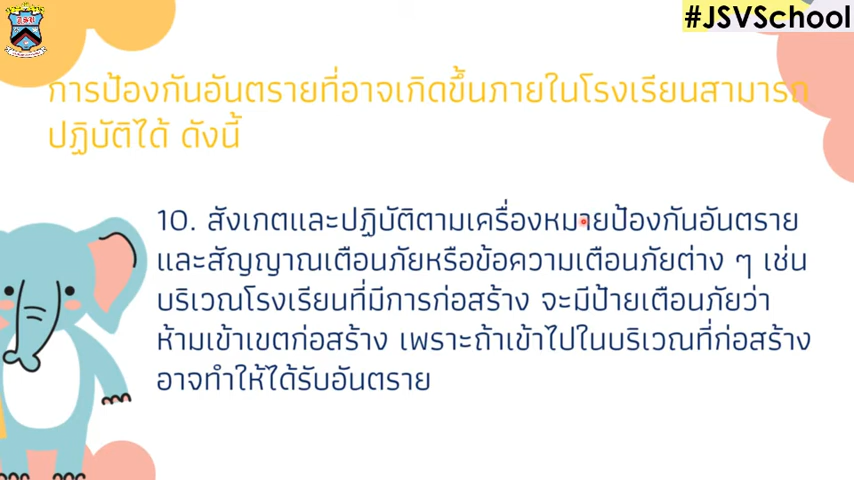 #JSVSchool
การป้องกันอันตรายที่อาจเกิดขึ้นภายในโรงเรียนสามารถ
ปฏิบัติได้ ดังนี้
10. สังเกตและปฏิบัติตามเครื่องหมายป้องกันอันตราย
และสัญญาณเตือนภัยหรือข้อความเตือนภัยต่าง ๆ เช่น
บริเวณโรงเรียนที่มีการก่อสร้าง จะมีป้ายเตือนภัยว่า
ห้ามเข้าเขตก่อสร้าง เพราะถ้าเข้าไปในบริเวณที่ก่อสร้าง
อาจทำให้ได้รับอันตราย